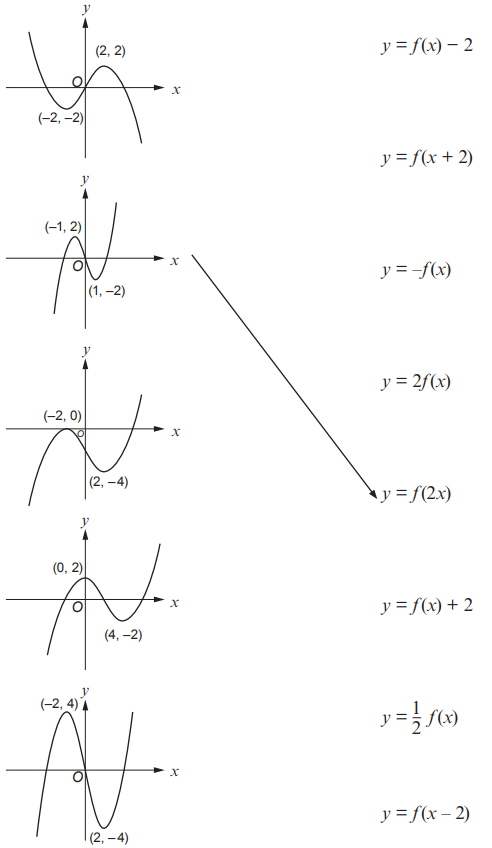 y
(2, 2)
O
x
(–2, –2)
y = f(x) – 2
y = f(x + 2)
y
(–1, 2)
O
x
(1, –2)
y = –f(x)
y
(–2, 0)
O
x
(2, –4)
y = 2f(x)
y = f(2x)
y
(0, 2)
O
x
(4, –2)
y = f(x) + 2
y
(–2, 4)
O
x
(2, –4)
y = 1/2 f(x)
y = f(x – 2)